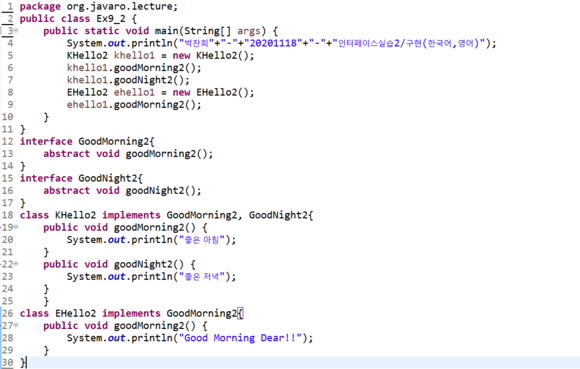 1 package org.javaro.lecture;
2 public class Ex9_2 {
3     public static void main(String[] args) {
4         System.out.println("박찬희"+"-"+"20201118"+"-"+"인터페이스실습2/구현(한국어,영어)");
5         KHello2 khello1 = new KHello2();
6         khello1.goodMorning2();
7         khello1.goodNight2();
8         EHello2 ehello1 = new EHello2();
9         ehello1.goodMorning2();
10     }
11 }
12 interface GoodMorning2{
13     abstract void goodMorning2();
14 }
15 interface GoodNight2{
16     abstract void goodNight2();
17 }
18 class KHello2 implements GoodMorning2, GoodNight2{
19     public void goodMorning2() {
20         System.out.println("좋은 아침");
21     }
22     public void goodNight2() {
23         System.out.println("좋은 저녁");
24     }
25     }
26 class EHello2 implements GoodMorning2{
27     public void goodMorning2() {
28         System.out.println("Good Morning Dear!!");
29     }
30 }